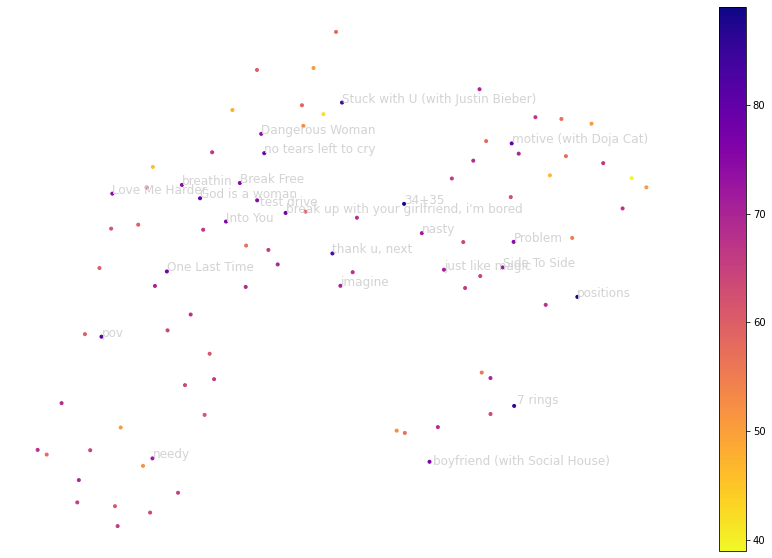 Stuck with U (with Justin Bieber)
80
Dangerous Woman
motive (with Doja Cat)
no tears left to cry
breathin
Break Free
Love Me Harder
God is a woman
test drive
34+35
break up with your girlfriend, i'm bored
70
Into You
nasty
Problem
thank u, next
One Last Time
just like magic
Side To Side
imagine
positions
60
pov
7 rings
50
needy
boyfriend (with Social House)
40